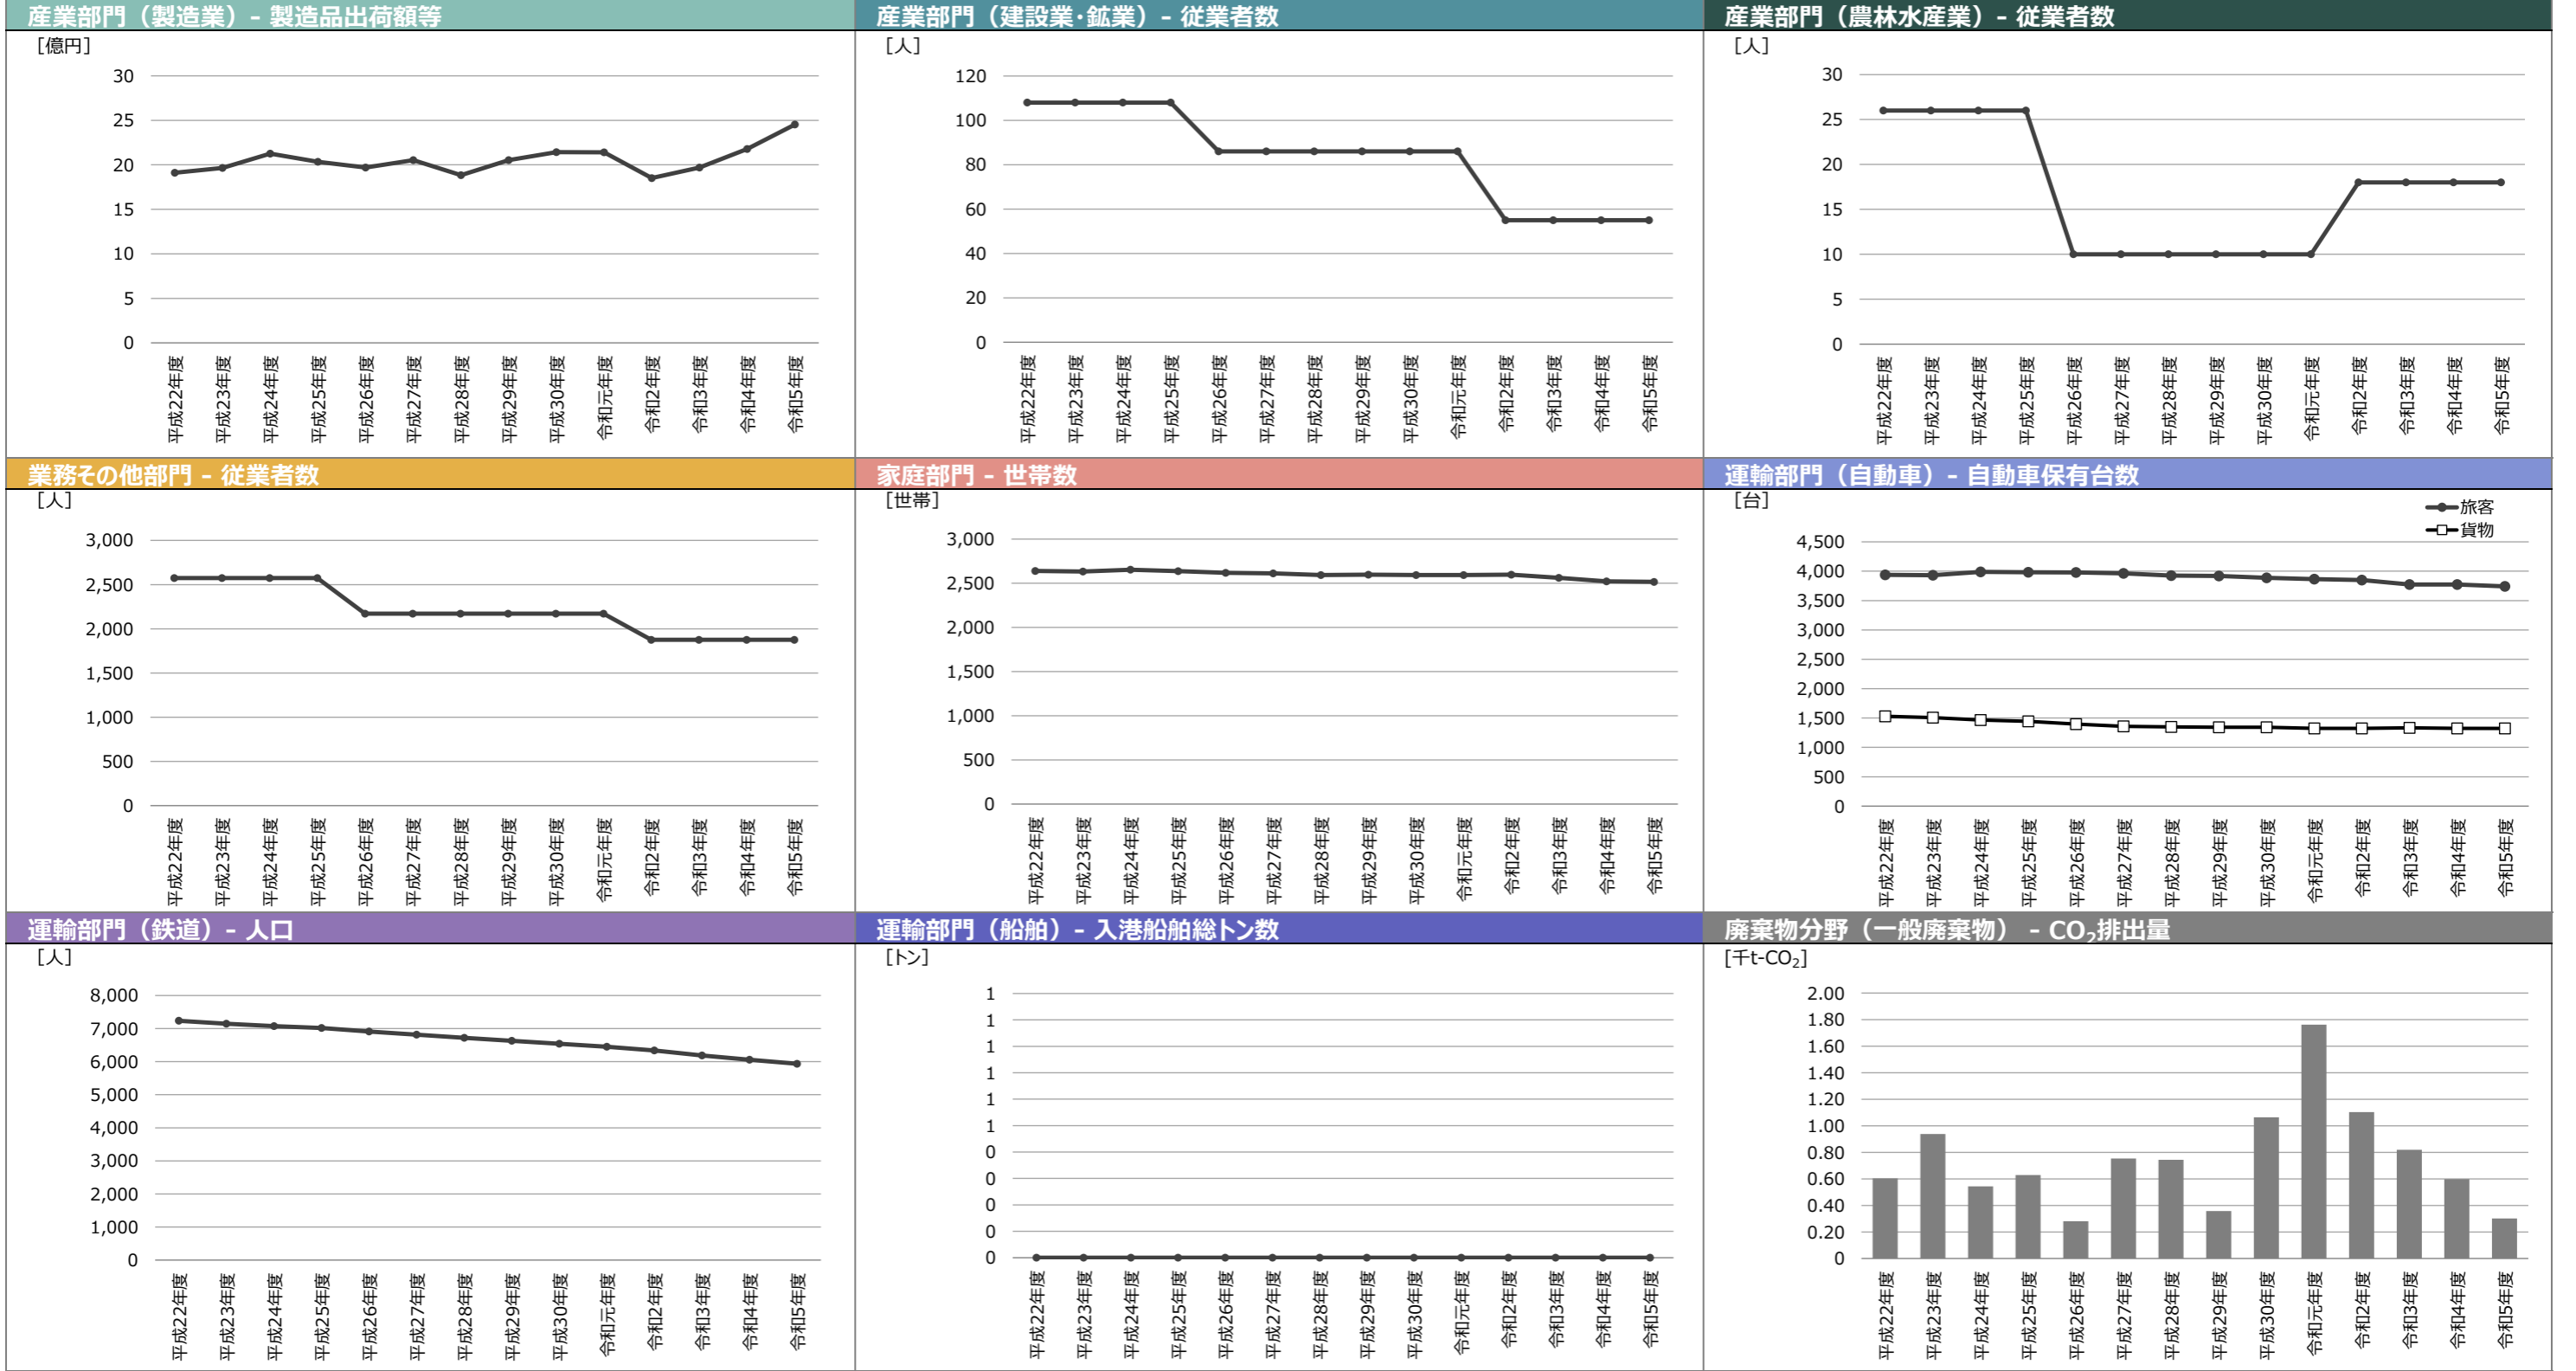 産業部門（製造業）- 製造品出荷額等
[億円]
30
25
20
15
10
5
0
平成22年度
平成23年度
平成24年度
平成25年度
平成26年度
平成27年度
平成28年度
平成29年度
平成30年度
令和元年度
令和2年度
令和3年度
令和4年度
令和5年度
産業部門（建設業・鉱業）- 従業者数
[人]
120
100
80
60
40
20
0
平成22年度
平成23年度
平成24年度
平成25年度
平成26年度
平成27年度
平成28年度
平成29年度
平成30年度
令和元年度
令和2年度
令和3年度
令和4年度
令和5年度
産業部門（農林水産業）- 従業者数
[人]
30
25
20
15
10
5
0
平成22年度
平成23年度
平成24年度
平成25年度
平成26年度
平成27年度
平成28年度
平成29年度
平成30年度
令和元年度
令和2年度
令和3年度
令和4年度
令和5年度
業務その他部門 - 従業者数
[人]
3,000
2,500
2,000
1,500
1,000
500
0
平成22年度
平成23年度
平成24年度
平成25年度
平成26年度
平成27年度
平成28年度
平成29年度
平成30年度
令和元年度
令和2年度
令和3年度
令和4年度
令和5年度
家庭部門 - 世帯数
[世帯]
3,000
2,500
2,000
1,500
1,000
500
0
平成22年度
平成23年度
平成24年度
平成25年度
平成26年度
平成27年度
平成28年度
平成29年度
平成30年度
令和元年度
令和2年度
令和3年度
令和4年度
令和5年度
運輸部門（自動車）- 自動車保有台数
[台]
旅客
貨物
4,500
4,000
3,500
3,000
2,500
2,000
1,500
1,000
500
0
平成22年度
平成23年度
平成24年度
平成25年度
平成26年度
平成27年度
平成28年度
平成29年度
平成30年度
令和元年度
令和2年度
令和3年度
令和4年度
令和5年度
運輸部門（鉄道）- 人口
[人]
8,000
7,000
6,000
5,000
4,000
3,000
2,000
1,000
0
平成22年度
平成23年度
平成24年度
平成25年度
平成26年度
平成27年度
平成28年度
平成29年度
平成30年度
令和元年度
令和2年度
令和3年度
令和4年度
令和5年度
運輸部門（船舶）- 入港船舶総トン数
[トン]
1
1
1
1
1
1
0
0
0
0
0
平成22年度
平成23年度
平成24年度
平成25年度
平成26年度
平成27年度
平成28年度
平成29年度
平成30年度
令和元年度
令和2年度
令和3年度
令和4年度
令和5年度
廃棄物分野（一般廃棄物） - CO₂排出量
[千t-CO₂]
2.00
1.80
1.60
1.40
1.20
1.00
0.80
0.60
0.40
0.20
0
平成22年度
平成23年度
平成24年度
平成25年度
平成26年度
平成27年度
平成28年度
平成29年度
平成30年度
令和元年度
令和2年度
令和3年度
令和4年度
令和5年度